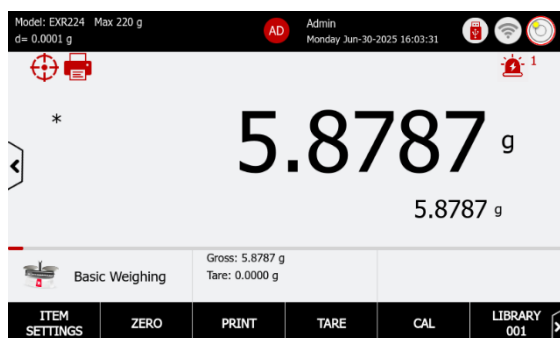 Model: EXR224 Max 220 g
d= 0.0001 g
AD
Admin
Monday Jun-30-2025 16:03:31
1
*
5.8787 g
5.8787 g
Basic Weighing
Gross: 5.8787 g
Tare: 0.0000 g
ITEM
SETTINGS
ZERO
PRINT
TARE
CAL
LIBRARY
001